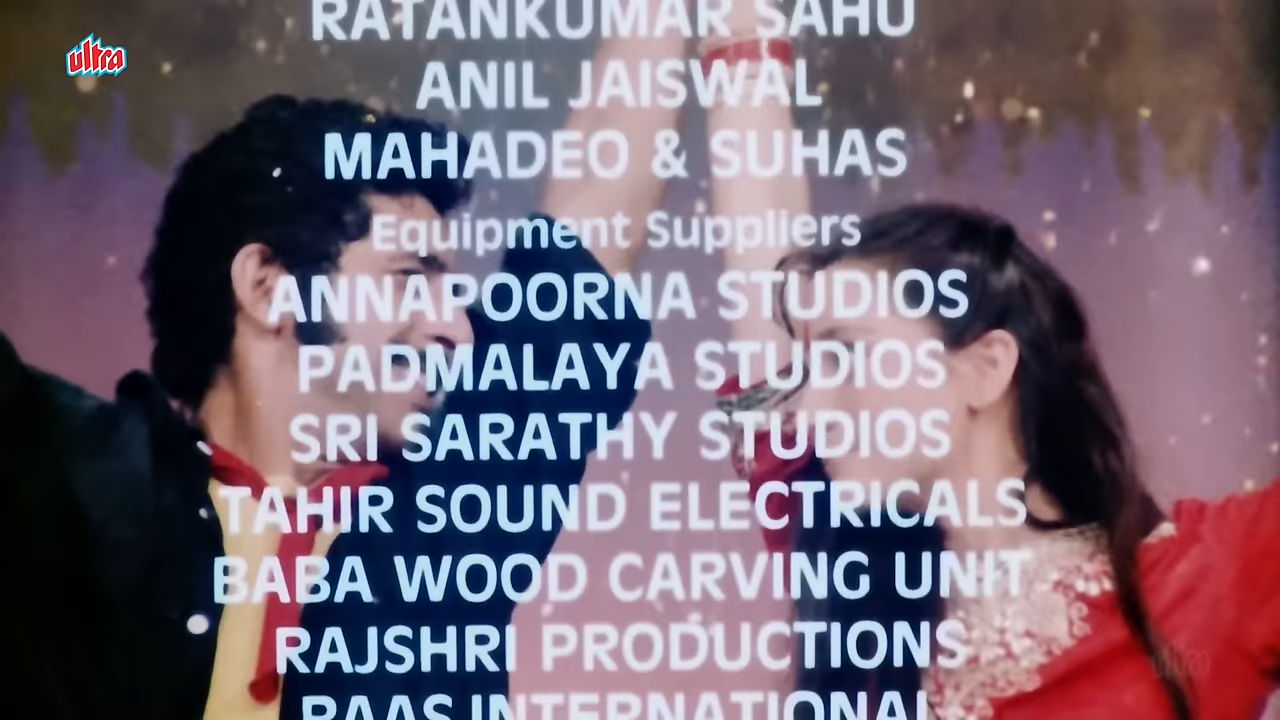 ultra
RATANKUMAR SAHU
ANIL JAISWAL
MAHADEO & SUHAS
Equipment Suppliers
ANNAPOORNA STUDIOS
PADMALAYA STUDIOS
SRI SARATHY STUDIOS
TAHIR SOUND ELECTRICALS
BABA WOOD CARVING UNIT
RAJSHRI PRODUCTIONS
ultra
RAAS INTERNATIONAL